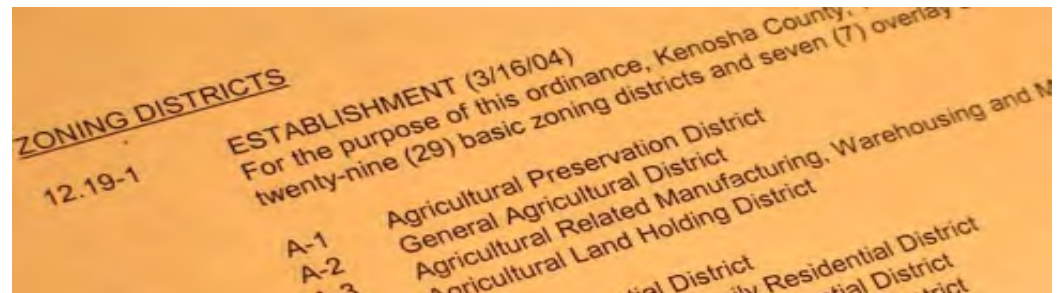 ZONING DISTRICTS
12.19-1 ESTABLISHMENT (3/16/04)
For the purpose of this ordinance, Kenosha County,
twenty-nine (29) basic zoning districts and seven (7) overlay
A-1 Agricultural Preservation District
A-2 General Agricultural District
Agricultural Related Manufacturing, Warehousing and
Agricultural Land Holding District
District
Residential District
District